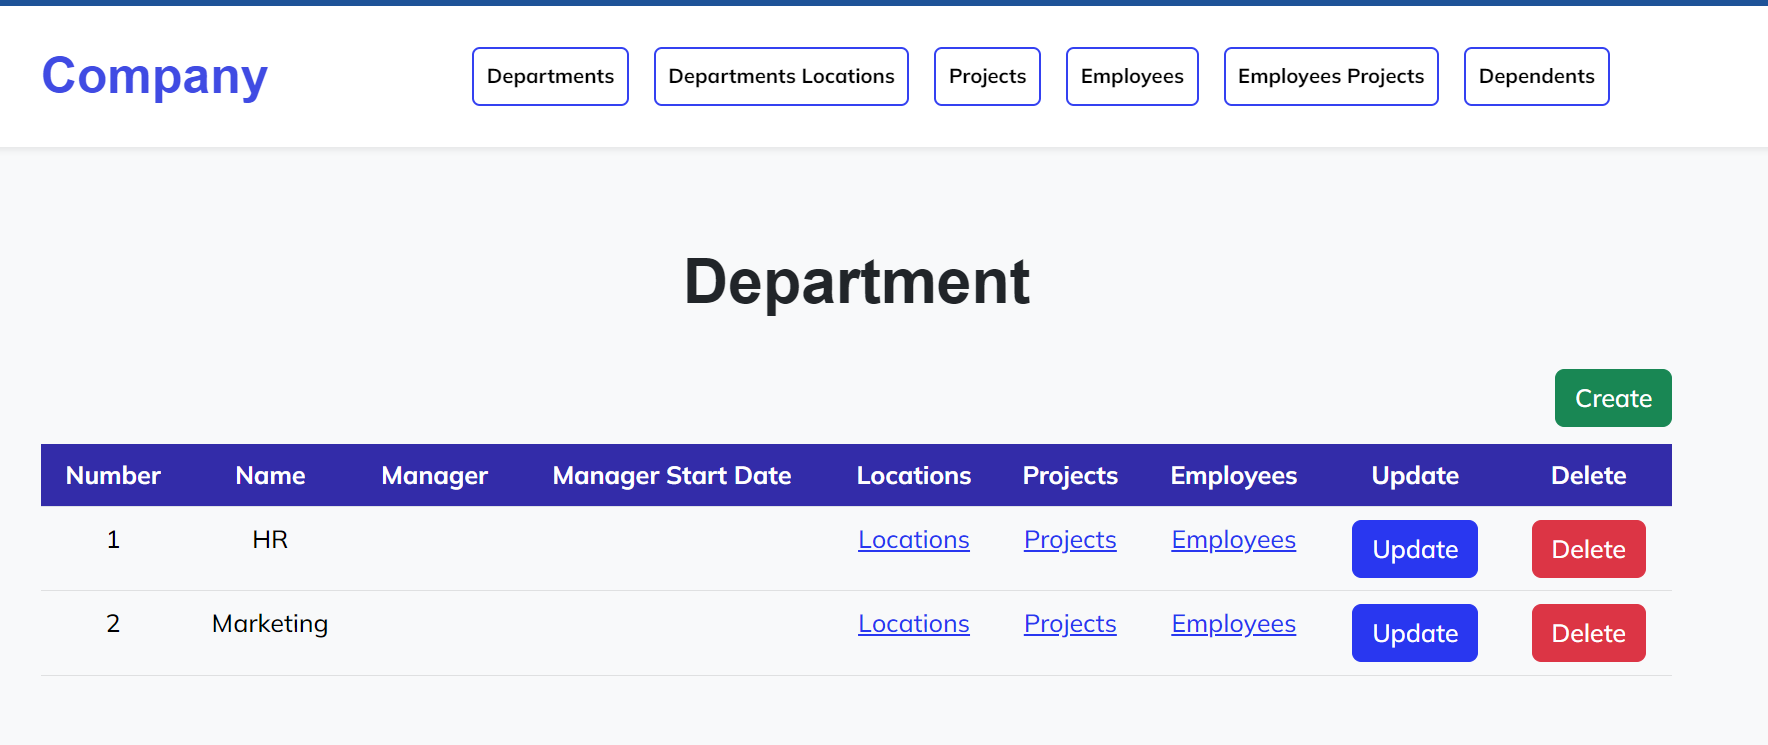 Company Departments Departments Locations Projects Employees Employees Projects Dependents
Department
Create
Number Name Manager Manager Start Date Locations Projects Employees Update Delete
1 HR Locations Projects Employees Update Delete
2 Marketing Locations Projects Employees Update Delete